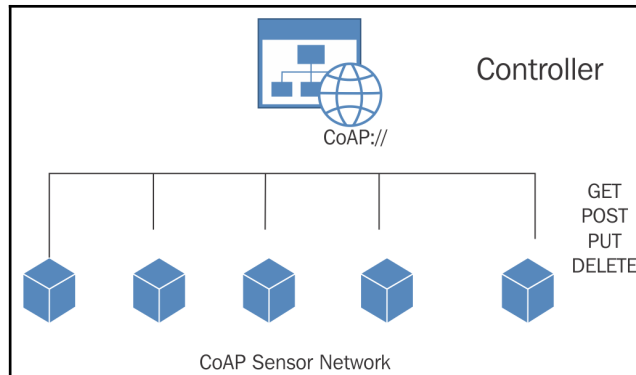 Controller
CoAP://
GET
POST
PUT
DELETE
CoAP Sensor Network